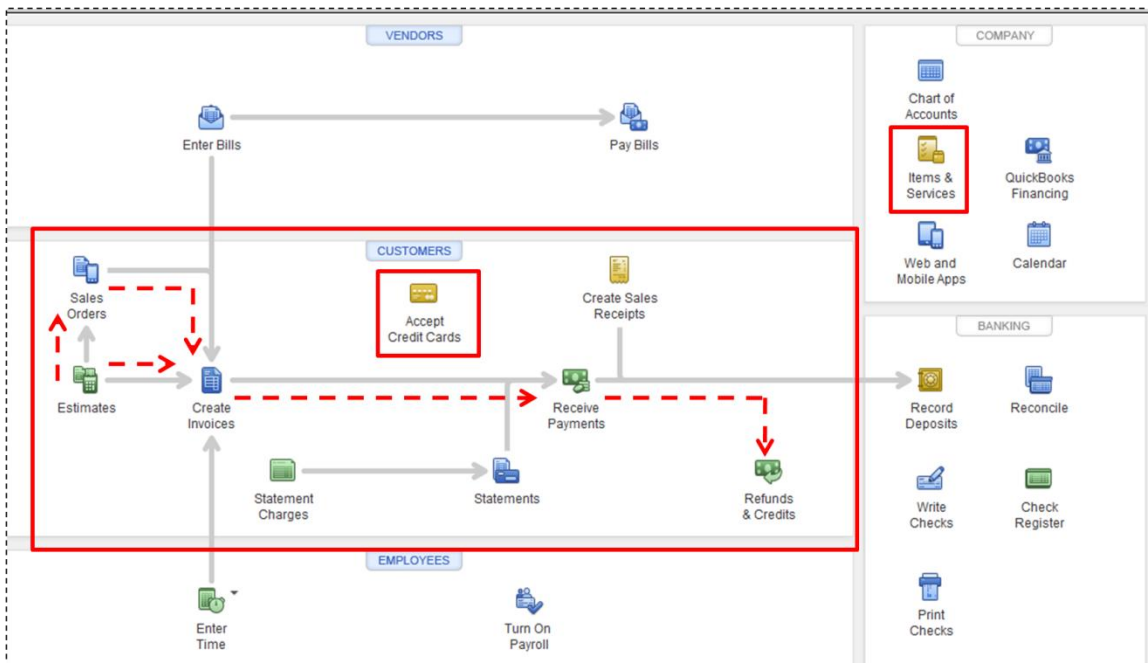 VENDORS
Enter Bills
Pay Bills
CUSTOMERS
Sales
Orders
Accept
Credit Cards
Create Sales
Receipts
Estimates
Create
Invoices
Receive
Payments
Statement
Charges
Statements
Refunds
& Credits
EMPLOYEES
Enter
Time
Turn On
Payroll
COMPANY
Chart of
Accounts
Items &
Services
QuickBooks
Financing
Web and
Mobile Apps
Calendar
BANKING
Record
Deposits
Reconcile
Write
Checks
Check
Register
Print
Checks